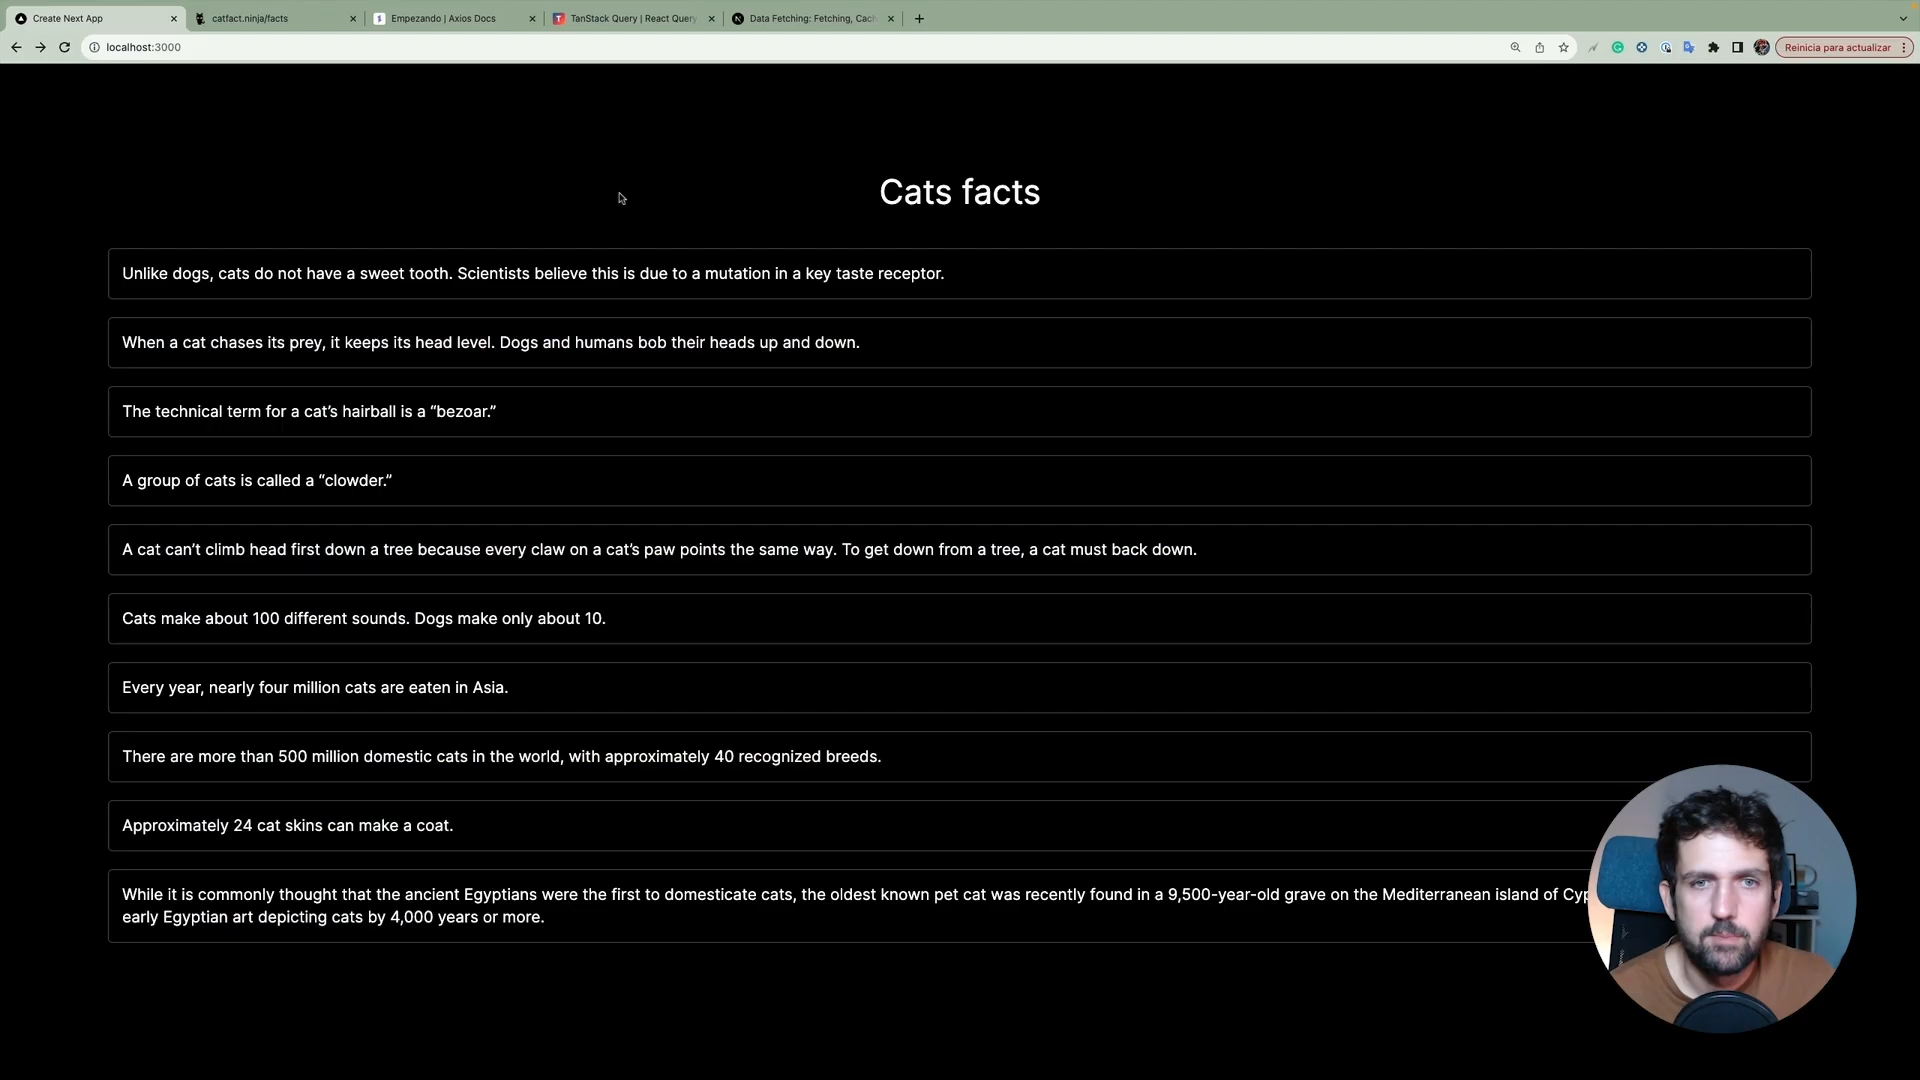 Create Next App
catfact.ninja/facts
Empezando | Axios Docs
TanStack Query | React Query
Data Fetching: Fetching, Cach
localhost:3000
Reinicia para actualizar
Cats facts
Unlike dogs, cats do not have a sweet tooth. Scientists believe this is due to a mutation in a key taste receptor.
When a cat chases its prey, it keeps its head level. Dogs and humans bob their heads up and down.
The technical term for a cat’s hairball is a “bezoar.”
A group of cats is called a “clowder.”
A cat can’t climb head first down a tree because every claw on a cat’s paw points the same way. To get down from a tree, a cat must back down.
Cats make about 100 different sounds. Dogs make only about 10.
Every year, nearly four million cats are eaten in Asia.
There are more than 500 million domestic cats in the world, with approximately 40 recognized breeds.
Approximately 24 cat skins can make a coat.
While it is commonly thought that the ancient Egyptians were the first to domesticate cats, the oldest known pet cat was recently found in a 9,500-year-old grave on the Mediterranean island of Cyp
early Egyptian art depicting cats by 4,000 years or more.